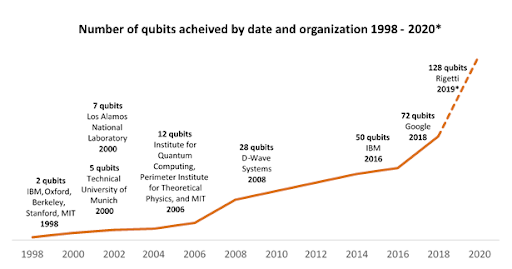 Number of qubits acheived by date and organization 1998 - 2020*
2 qubits
IBM, Oxford,
Berkeley,
Stanford, MIT
1998
7 qubits
Los Alamos
National
Laboratory
2000
5 qubits
Technical
University of
Munich
2000
12 qubits
Institute for
Quantum
Computing,
Perimeter Institute
for Theoretical
Physics, and MIT
2006
28 qubits
D-Wave
Systems
2008
50 qubits
IBM
2016
72 qubits
Google
2018
128 qubits
Rigetti
2019*
1998 2000 2002 2004 2006 2008 2010 2012 2014 2016 2018 2020